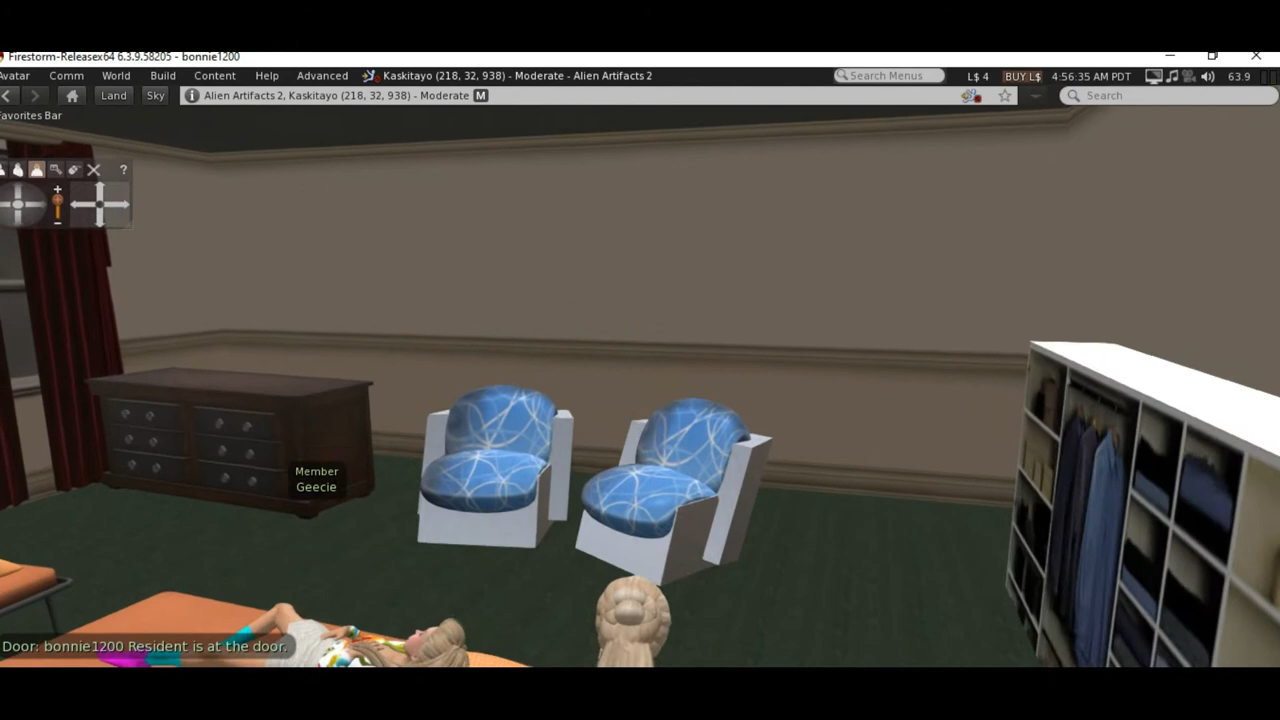 Firestorm-Releasex64 6.3.9.58205 - bonnie1200
Avatar Comm World Build Content Help Advanced Kaskitayo (218, 32, 938) - Moderate - Alien Artifacts 2 Search Menus L$ 4 BUY L$ 4:56:35 AM PDT 63.9
Land Sky Alien Artifacts 2, Kaskitayo (218, 32, 938) - Moderate M Search
Favorites Bar
?
Member
Geecie
Door: bonnie1200 Resident is at the door.